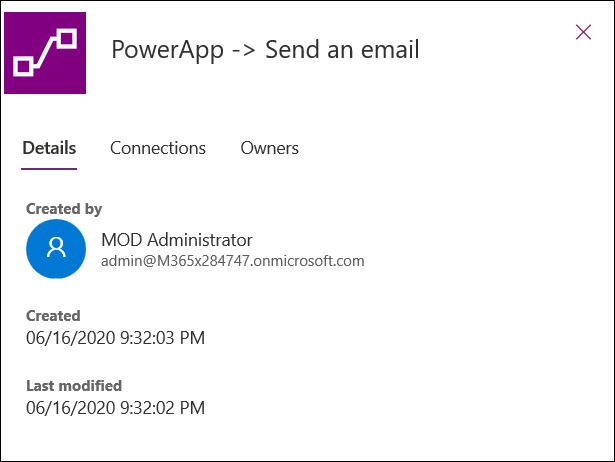 PowerApp -> Send an email
Details Connections Owners
Created by
MOD Administrator
admin@M365x284747.onmicrosoft.com
Created
06/16/2020 9:32:03 PM
Last modified
06/16/2020 9:32:02 PM